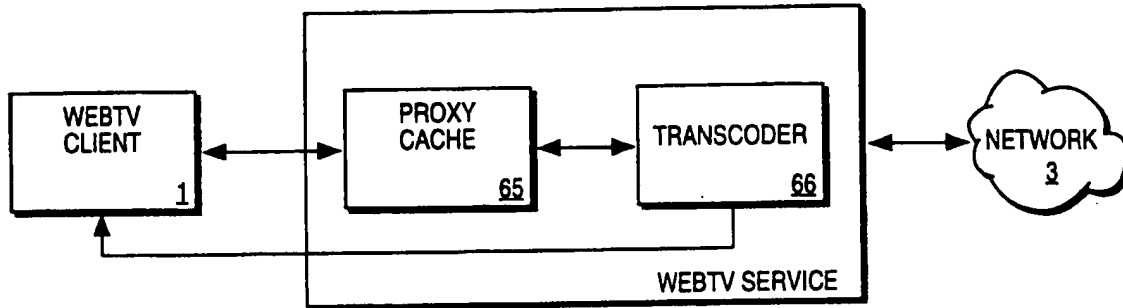 WEBTV
CLIENT
1
PROXY
CACHE
65
TRANSCODER
66
NETWORK
3
WEBTV SERVICE